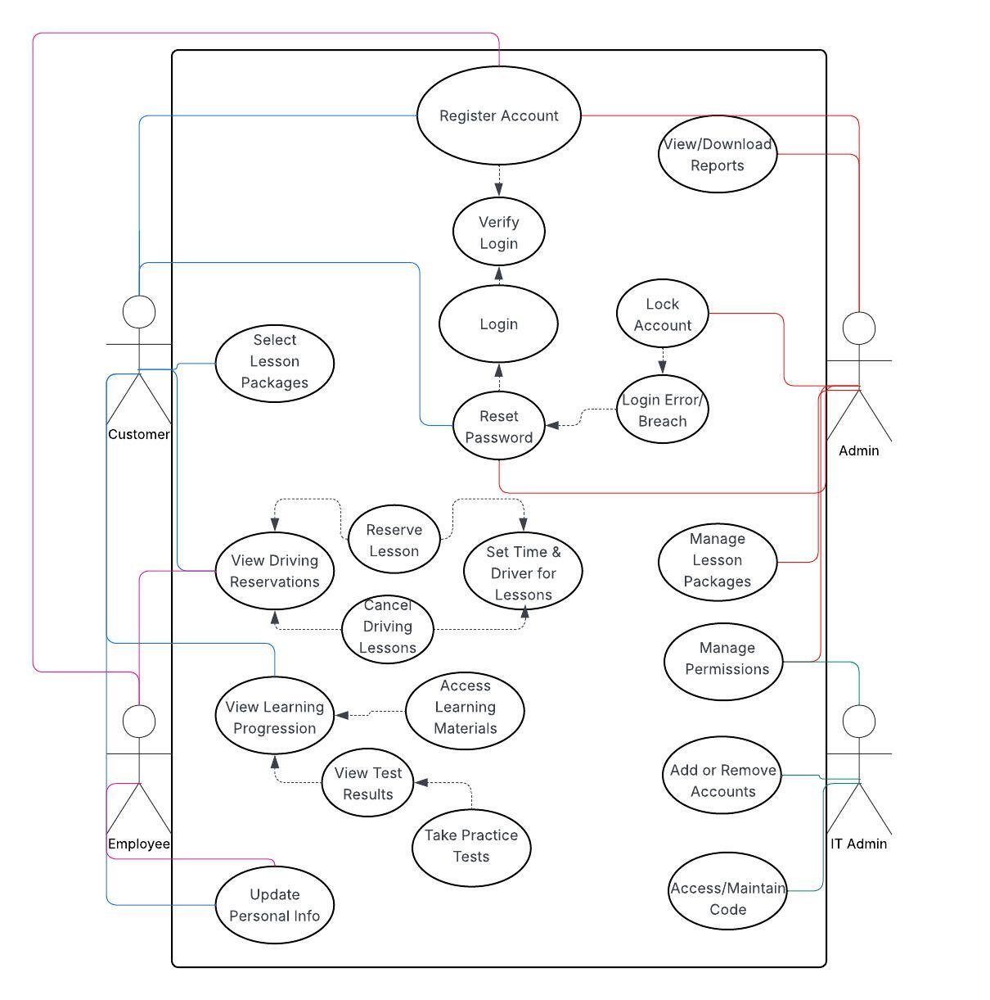 Register Account
View/Download
Reports
Verify
Login
Login
Lock
Account
Select
Lesson
Packages
Login Error/
Breach
Reset
Password
Customer
Admin
Reserve
Lesson
View Driving
Reservations
Set Time &
Driver for
Lessons
Manage
Lesson
Packages
Cancel
Driving
Lessons
Manage
Permissions
View Learning
Progression
Access
Learning
Materials
View Test
Results
Add or Remove
Accounts
Employee
IT Admin
Take Practice
Tests
Update
Personal Info
Access/Maintain
Code